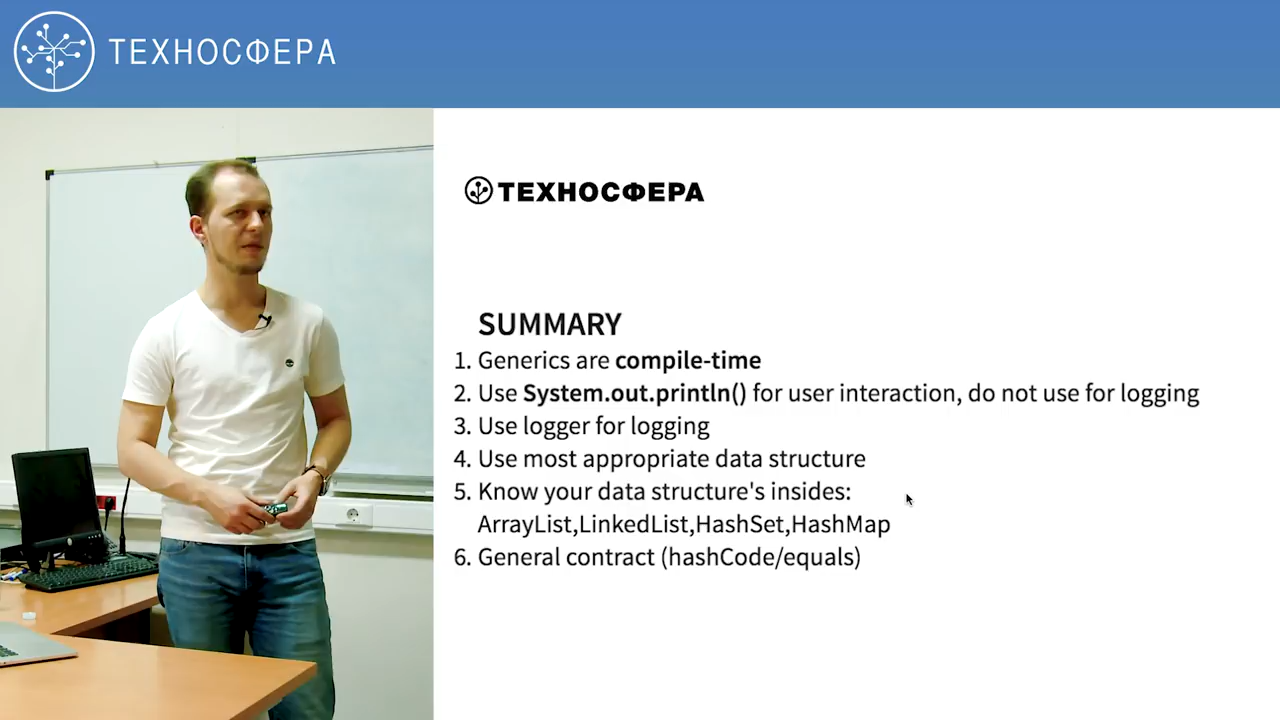 ТЕХНОСФЕРА
ТЕХНОСФЕРА
SUMMARY
1. Generics are compile-time
2. Use System.out.println() for user interaction, do not use for logging
3. Use logger for logging
4. Use most appropriate data structure
5. Know your data structure's insides:
ArrayList,LinkedList,HashSet,HashMap
6. General contract (hashCode/equals)